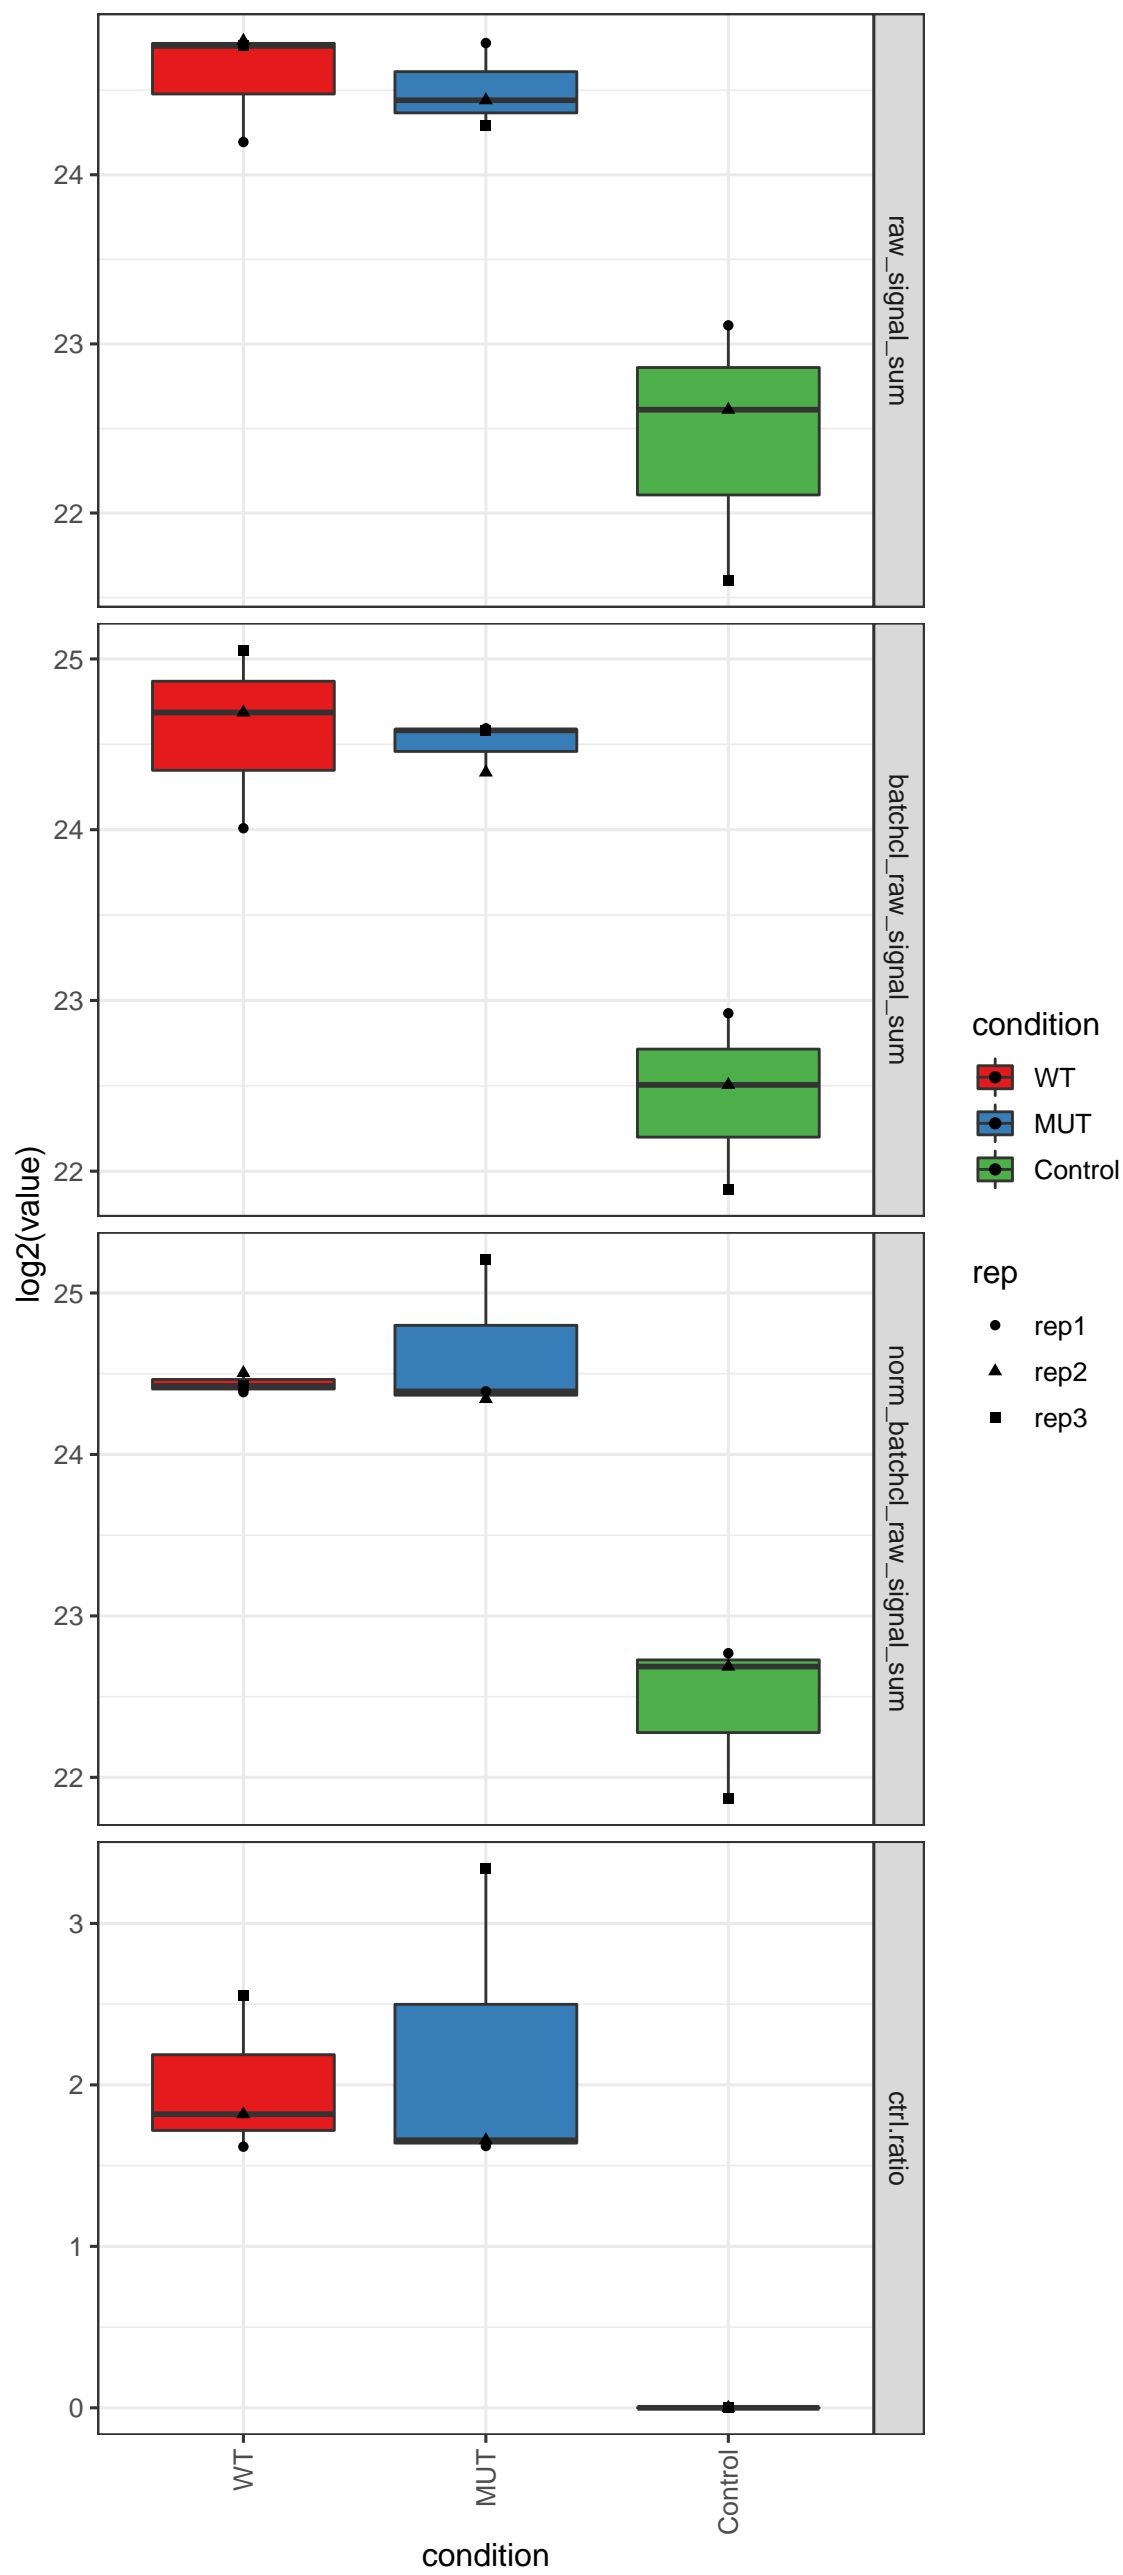 24
23
22
raw_signal_sum
25
24
23
22
batchcl_raw_signal_sum
25
24
23
22
norm_batchcl_raw_signal_sum
3
2
1
0
ctrl.ratio
log2(value)
WT
MUT
Control
condition
condition
WT
MUT
Control
rep
rep1
rep2
rep3